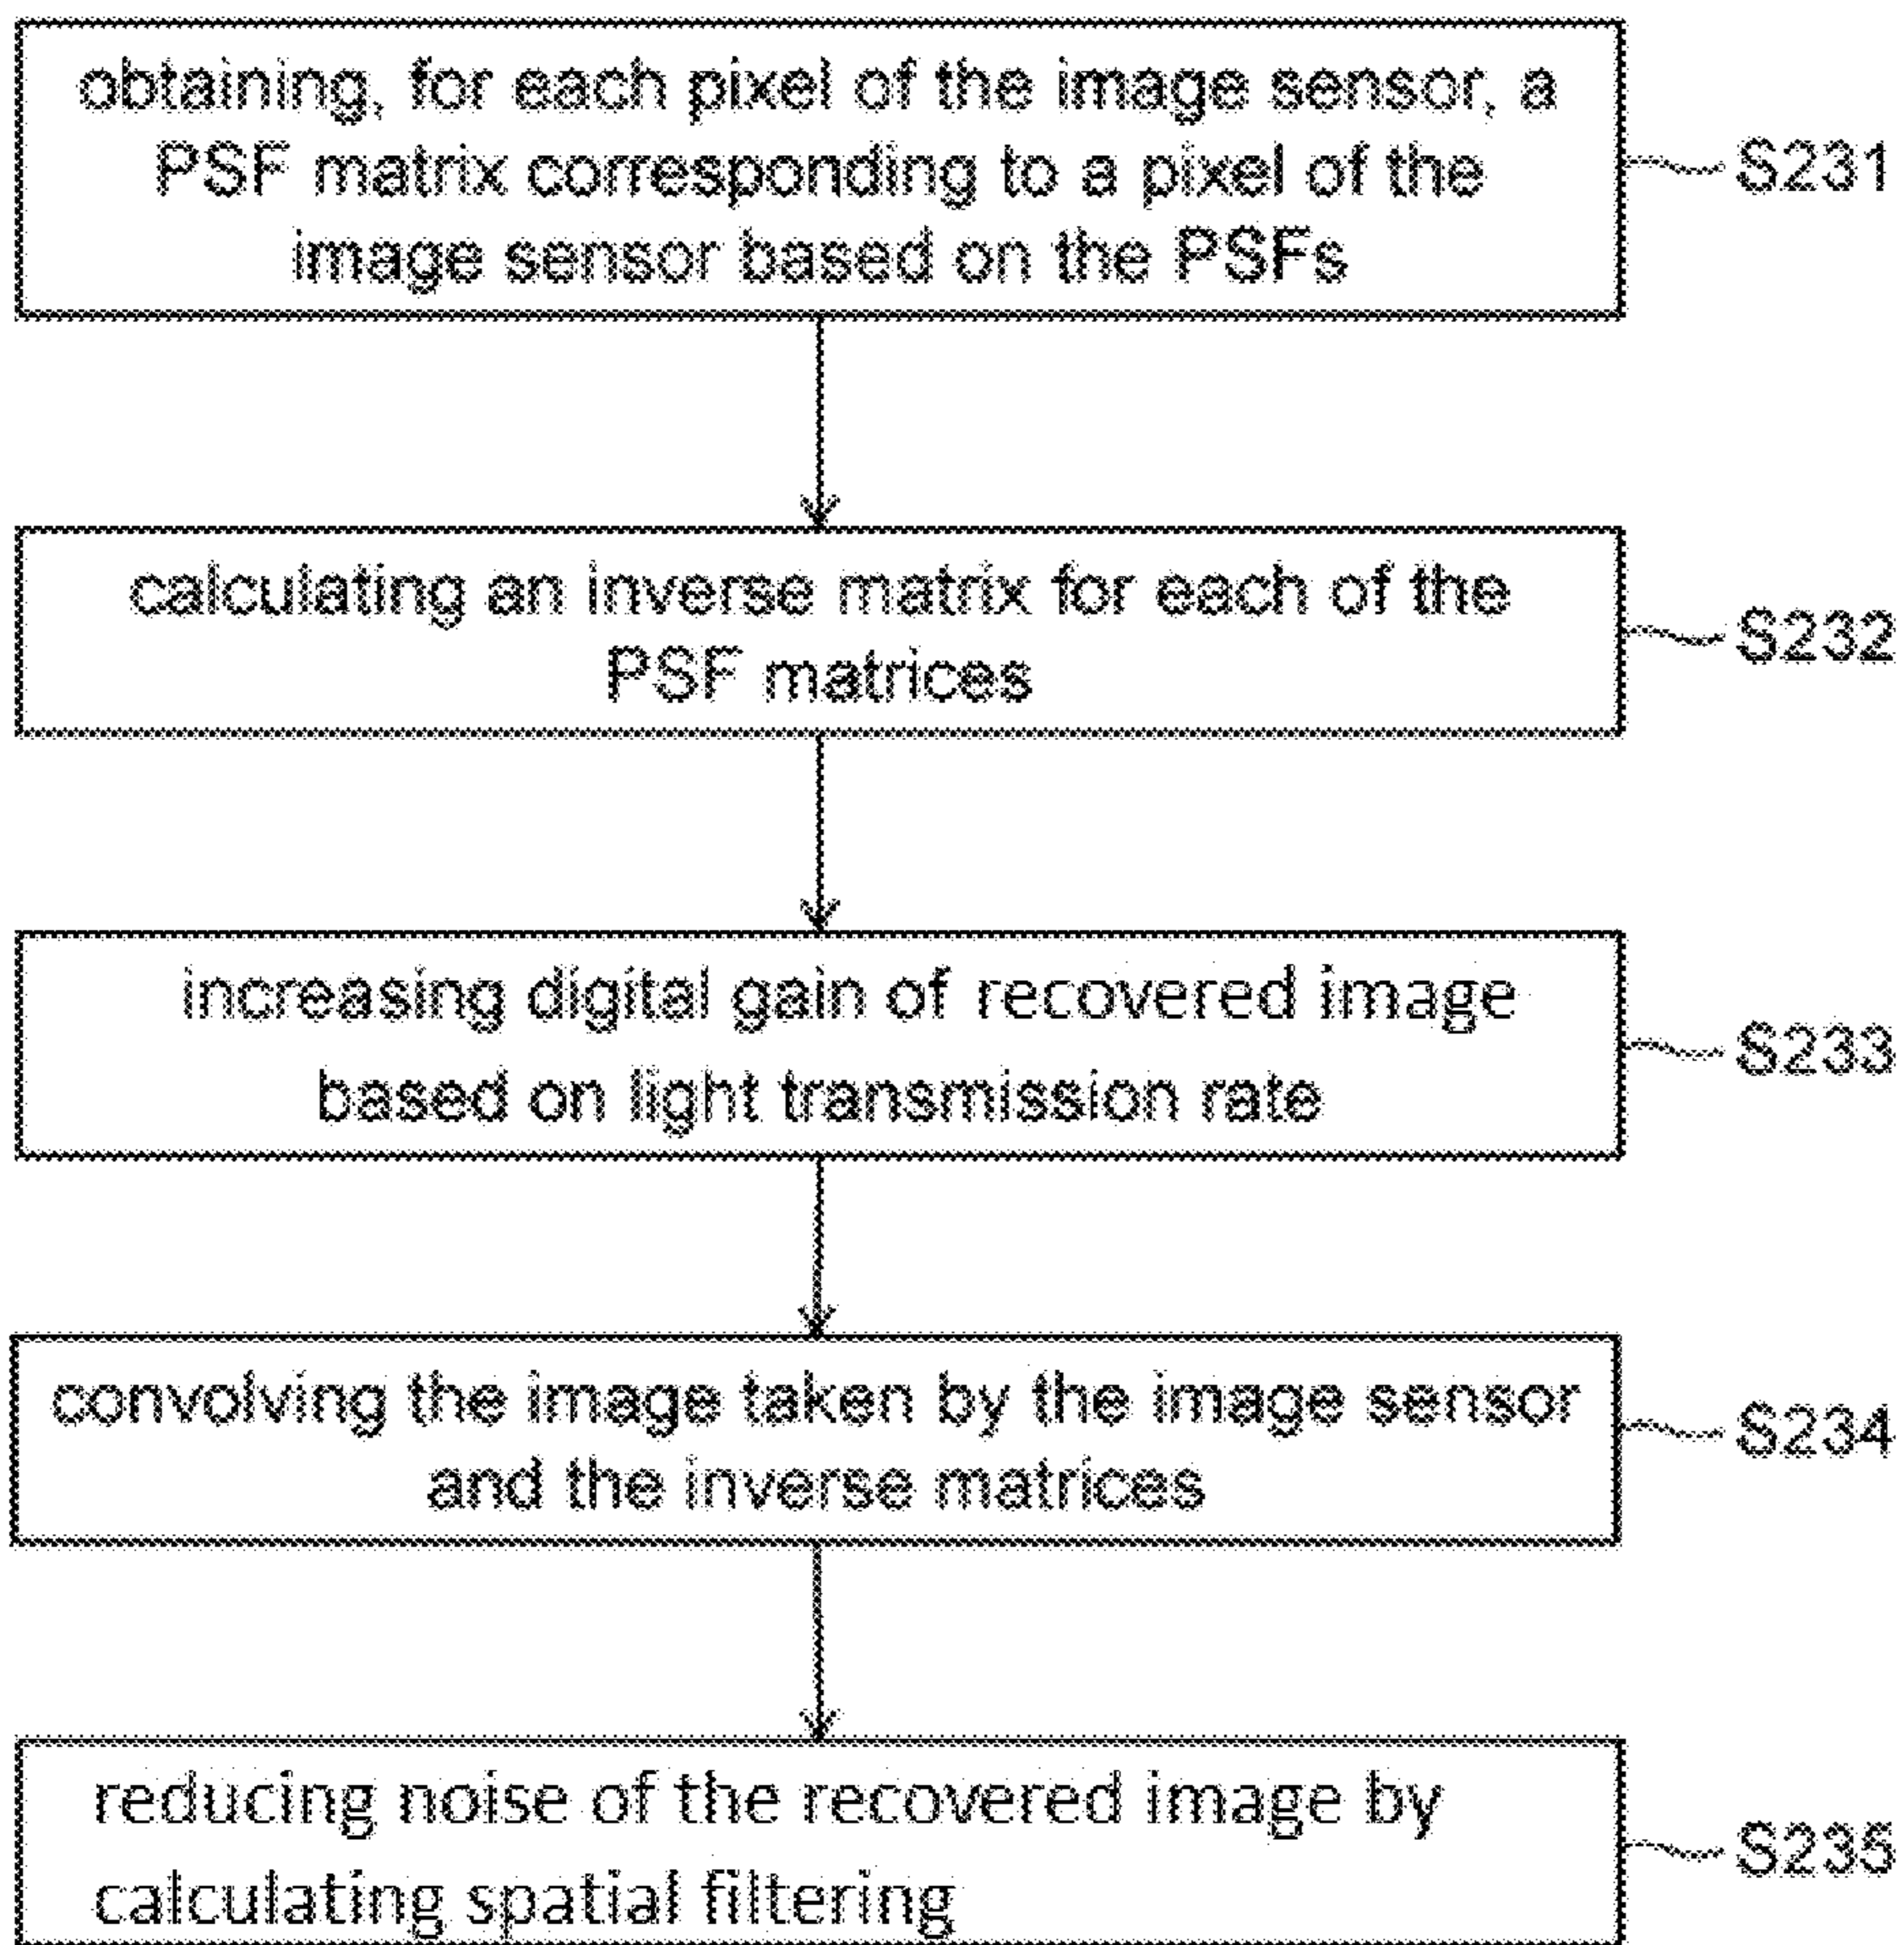 obtaining, for each pixel of the image sensor, a
PSF matrix corresponding to a pixel of the
image sensor based on the PSFs
S231
calculating an inverse matrix for each of the
PSF matrices
S232
increasing digital gain of recovered image
based on light transmission rate
S233
convolving the image taken by the image sensor
and the inverse matrices
S234
reducing noise of the recovered image by
calculating spatial filtering
S235